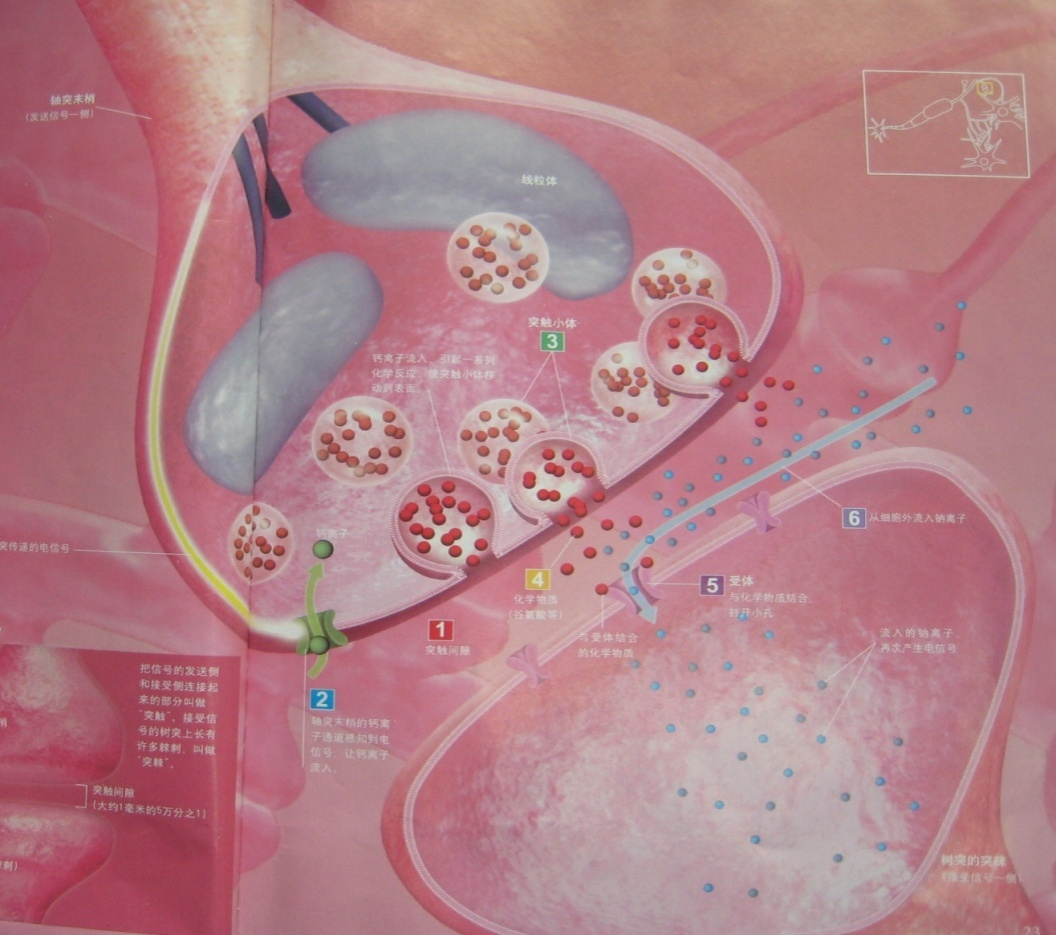 轴突末梢
(发送信号一侧)
线粒体
突触小体
3
钙离子流入，引起一系列
化学反应，使突触小体移
动到表面。
钙离子
突传递的电信号
6
从细胞外流入钠离子
4
化学物质
(谷氨酸等)
5
受体
与化学物质结合，
打开小孔
与受体结合
的化学物质
1
突触间隙
流入的钠离子，
再次产生电信号
2
轴突末梢的钙离
子通道感知到电
信号，让钙离子
流入。
把信号的发送侧
和接受侧连接起
来的部分叫做
“突触”。接受信
号的树突上长有
许多棘刺，叫做
“突棘”。
梢
突触间隙
(大约1毫米的5万分之1)
刺)
树突的突棘
(接受信号一侧)
23